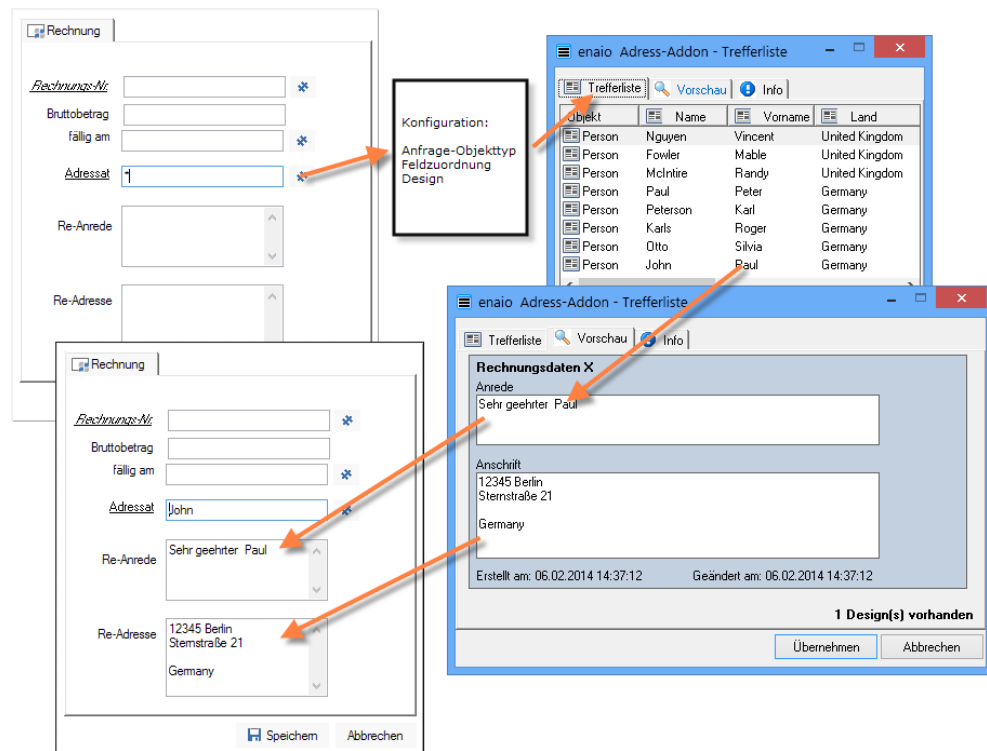 Rechnung
Rechnungs-Nr.
Bruttobetrag
fällig am
Adressat *
Re-Anrede
Re-Adresse
Konfiguration:
Anfrage-Objekttyp
Feldzuordnung
Design
enaio Adress-Addon - Trefferliste
Trefferliste Vorschau Info
Objekt Name Vorname Land
Person Nguyen Vincent United Kingdom
Person Fowler Mable United Kingdom
Person McIntire Randy United Kingdom
Person Paul Peter Germany
Person Peterson Karl Germany
Person Karls Roger Germany
Person Otto Silvia Germany
Person John Paul Germany
enaio Adress-Addon - Trefferliste
Trefferliste Vorschau Info
Rechnungsdaten X
Anrede
Sehr geehrter Paul
Anschrift
12345 Berlin
Sternstraße 21
Germany
Erstellt am: 06.02.2014 14:37:12 Geändert am: 06.02.2014 14:37:12
1 Design(s) vorhanden
Übernehmen Abbrechen
Rechnung
Rechnungs-Nr.
Bruttobetrag
fällig am
Adressat John
Re-Anrede Sehr geehrter Paul
Re-Adresse 12345 Berlin
Sternstraße 21
Germany
Speichern Abbrechen